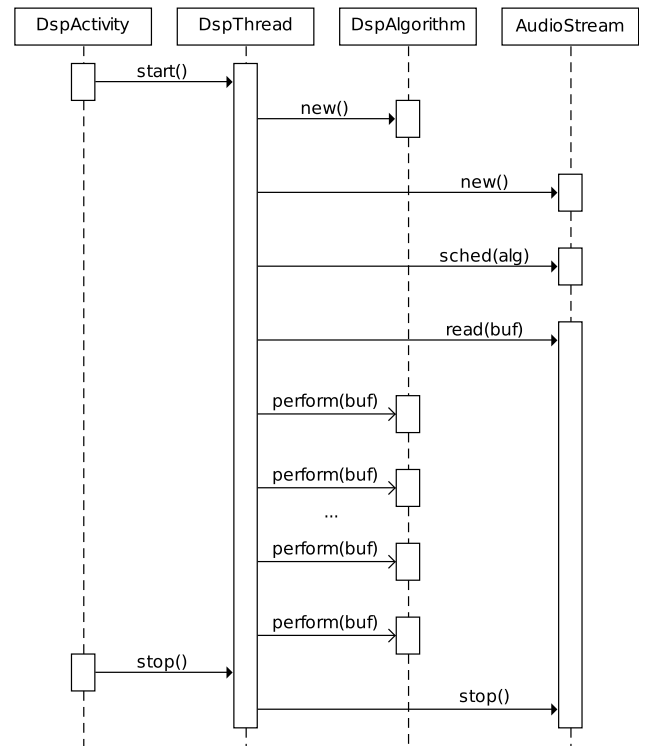 DspActivity DspThread DspAlgorithm AudioStream
start()
new()
new()
sched(alg)
read(buf)
perform(buf)
perform(buf)
...
perform(buf)
perform(buf)
stop()
stop()